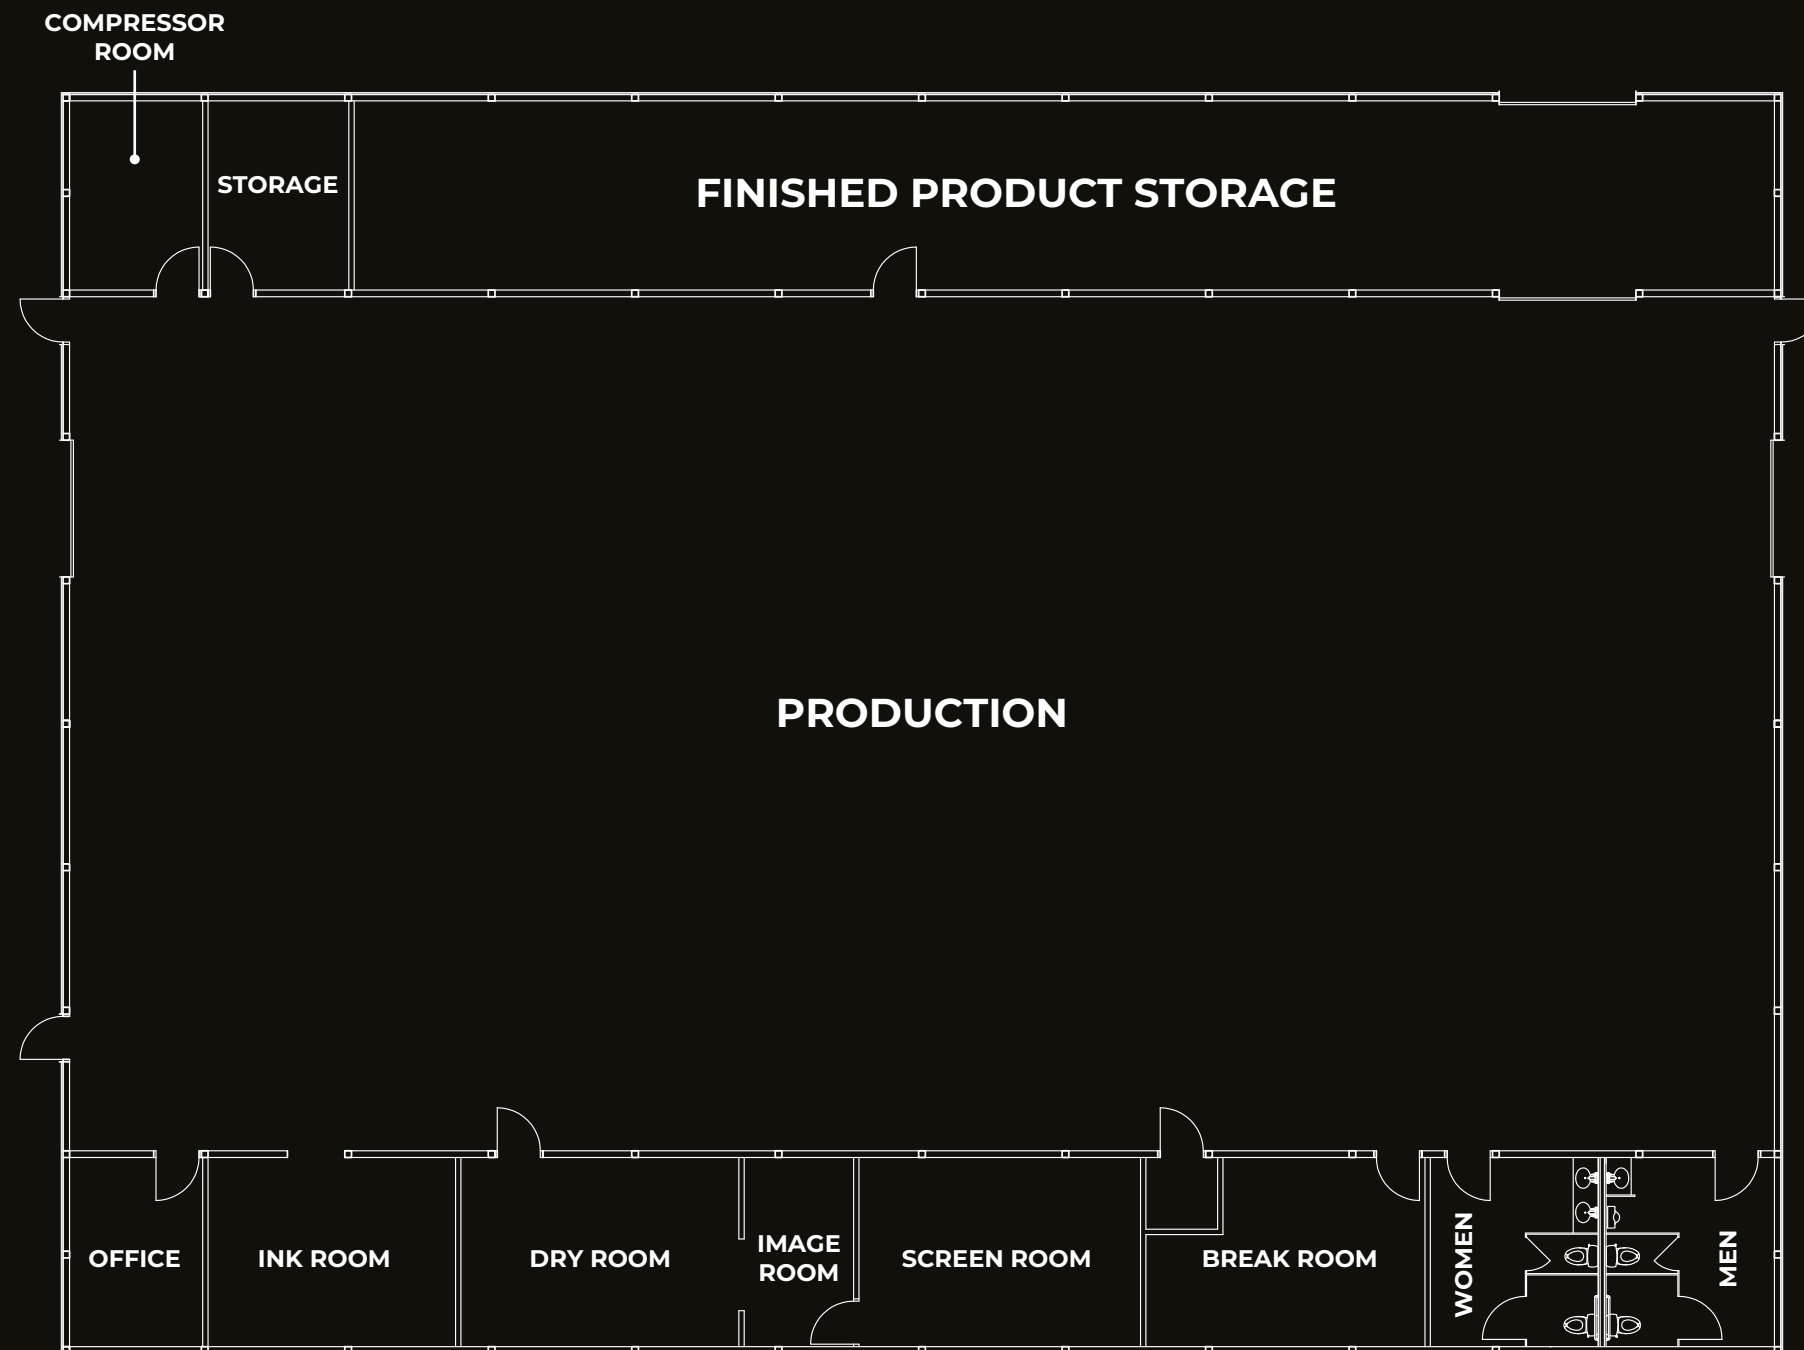 COMPRESSOR
ROOM
STORAGE
FINISHED PRODUCT STORAGE
PRODUCTION
OFFICE
INK ROOM
DRY ROOM
IMAGE
ROOM
SCREEN ROOM
BREAK ROOM
WOMEN
MEN